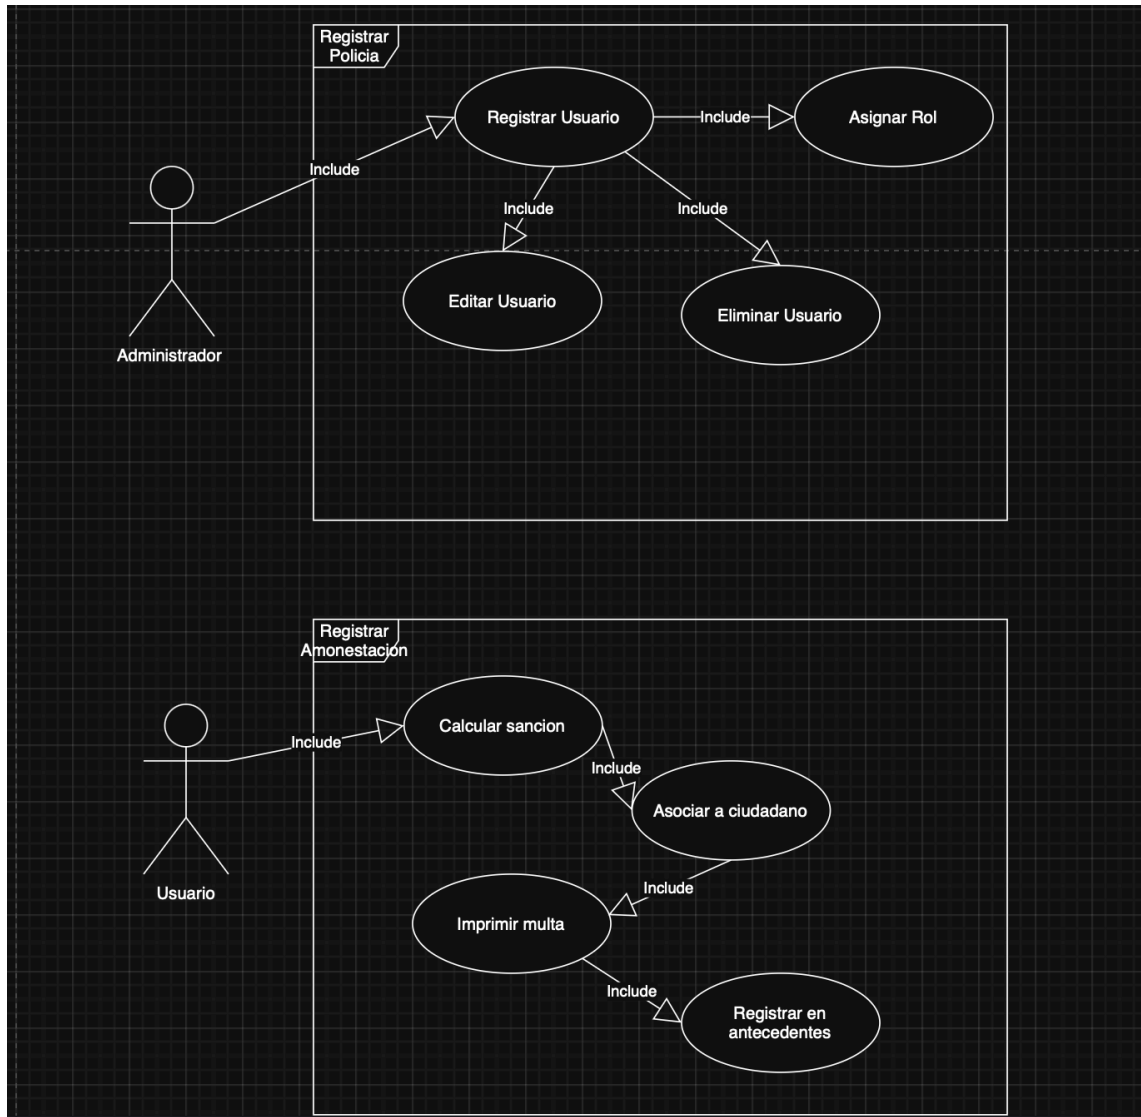 Registrar
Policia
Registrar Usuario
Include
Asignar Rol
Include
Include
Include
Editar Usuario
Eliminar Usuario
Administrador
Registrar
Amonestacion
Calcular sancion
Include
Include
Asociar a ciudadano
Include
Usuario
Imprimir multa
Include
Registrar en
antecedentes